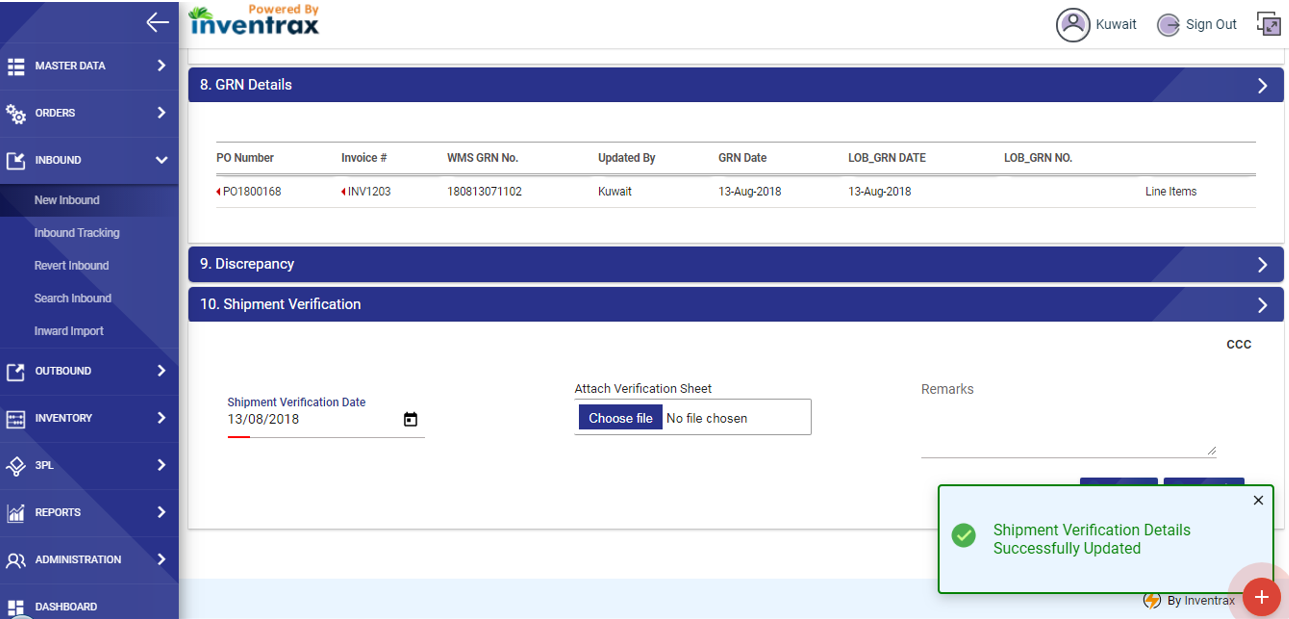 Powered By
inventrax
Kuwait
Sign Out
MASTER DATA
ORDERS
INBOUND
New Inbound
Inbound Tracking
Revert Inbound
Search Inbound
Inward Import
OUTBOUND
INVENTORY
3PL
REPORTS
ADMINISTRATION
DASHBOARD
8. GRN Details
PO Number Invoice # WMS GRN No. Updated By GRN Date LOB_GRN DATE LOB_GRN NO.
PO1800168 INV1203 180813071102 Kuwait 13-Aug-2018 13-Aug-2018 Line Items
9. Discrepancy
10. Shipment Verification
CCC
Shipment Verification Date
13/08/2018
Attach Verification Sheet
Choose file No file chosen
Remarks
Shipment Verification Details
Successfully Updated
By Inventrax